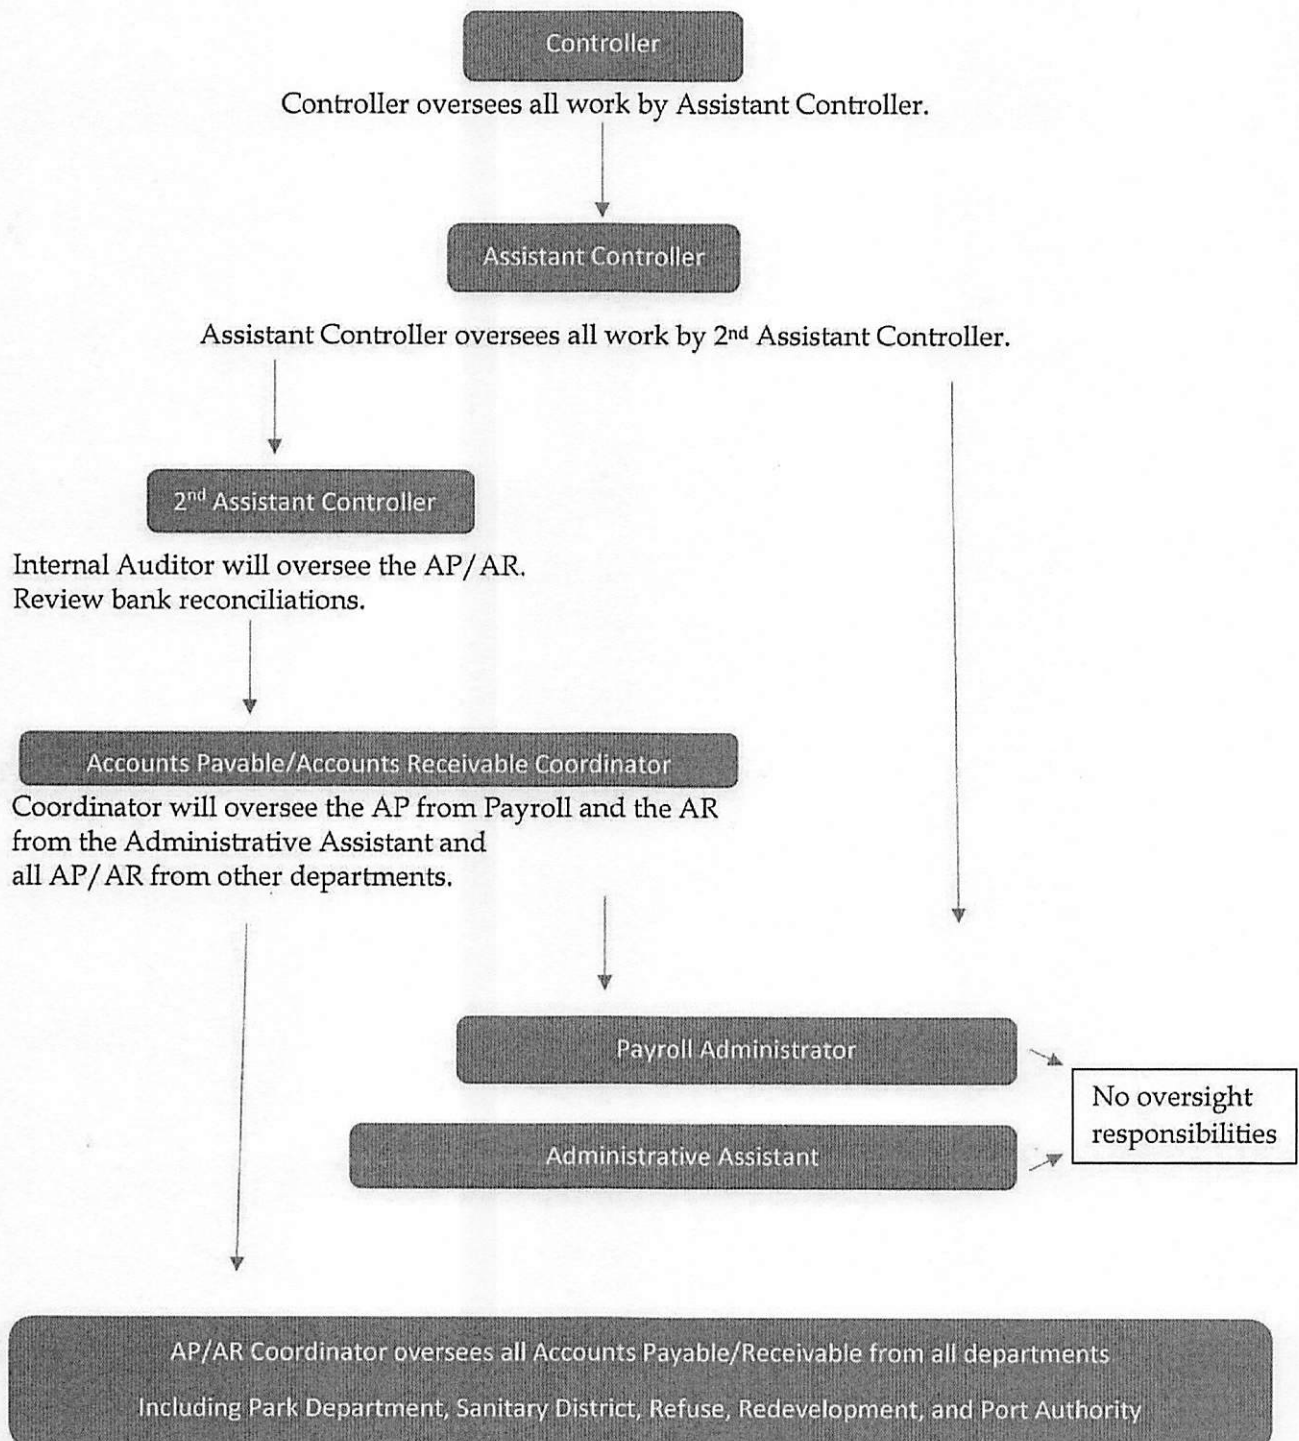 Controller
Controller oversees all work by Assistant Controller.
Assistant Controller
Assistant Controller oversees all work by 2nd Assistant Controller.
2nd Assistant Controller
Internal Auditor will oversee the AP/AR.
Review bank reconciliations.
Accounts Payable/Accounts Receivable Coordinator
Coordinator will oversee the AP from Payroll and the AR
from the Administrative Assistant and
all AP/AR from other departments.
Payroll Administrator
No oversight
responsibilities
Administrative Assistant
AP/AR Coordinator oversees all Accounts Payable/Receivable from all departments
Including Park Department, Sanitary District, Refuse, Redevelopment, and Port Authority